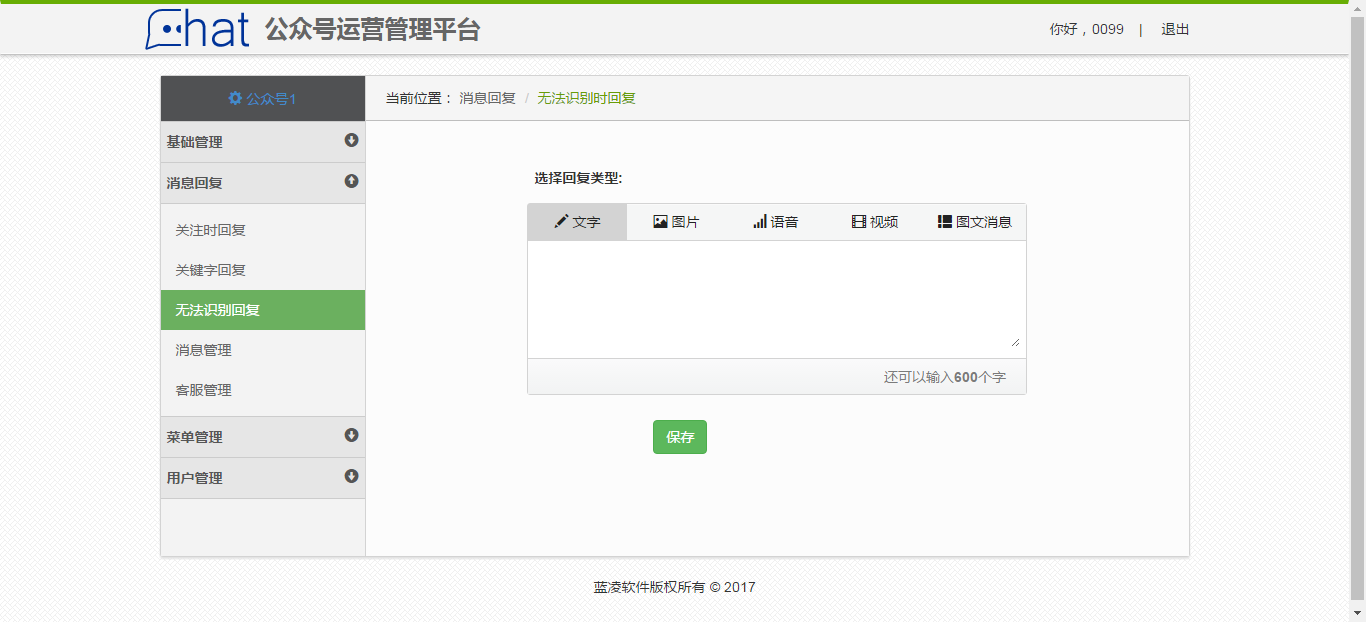 Chat 公众号运营管理平台
你好，0099 | 退出
公众号1
当前位置： 消息回复 / 无法识别时回复
基础管理
消息回复
关注时回复
关键字回复
无法识别回复
消息管理
客服管理
菜单管理
用户管理
选择回复类型:
文字 图片 语音 视频 图文消息
还可以输入600个字
保存
蓝凌软件版权所有 © 2017